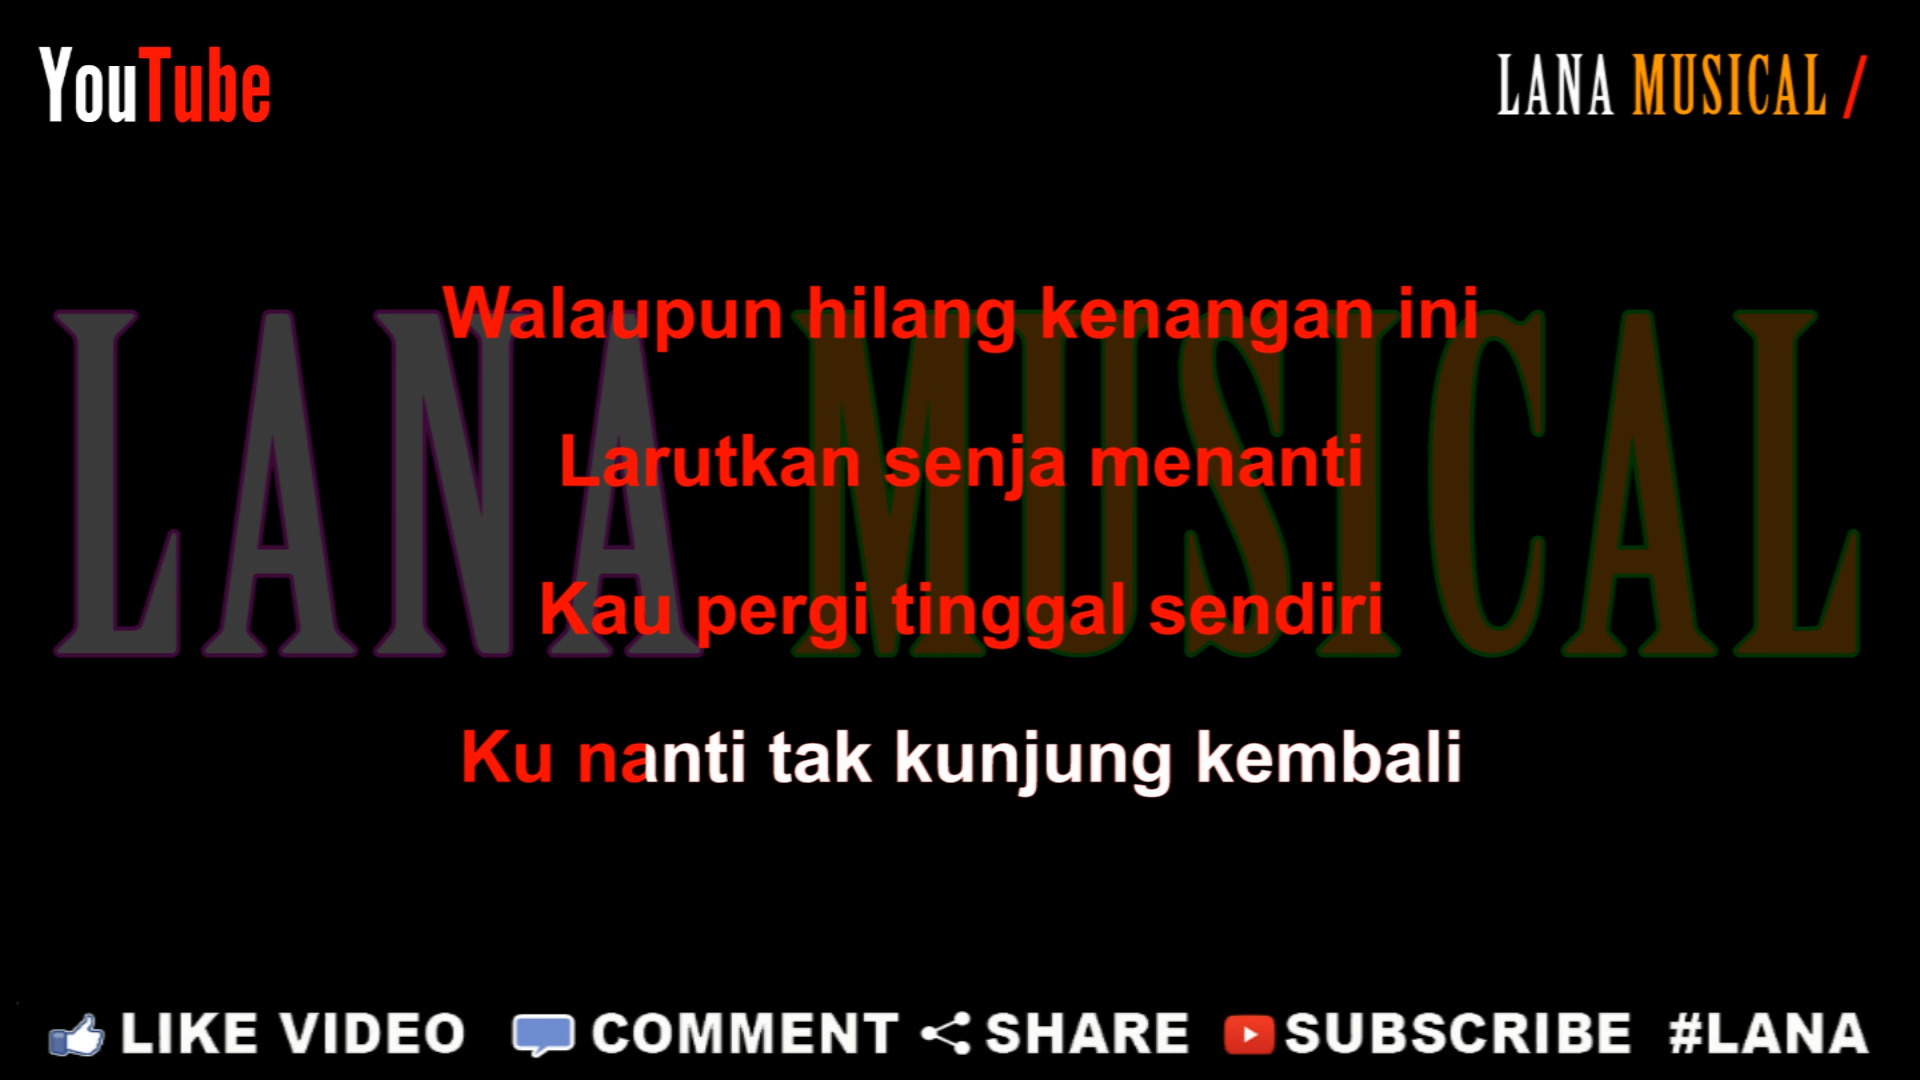 YouTube
LANA MUSICAL /
LANA MUSICAL
Walaupun hilang kenangan ini
Larutkan senja menanti
Kau pergi tinggal sendiri
Ku nanti tak kunjung kembali
LIKE VIDEO COMMENT SHARE SUBSCRIBE #LANA